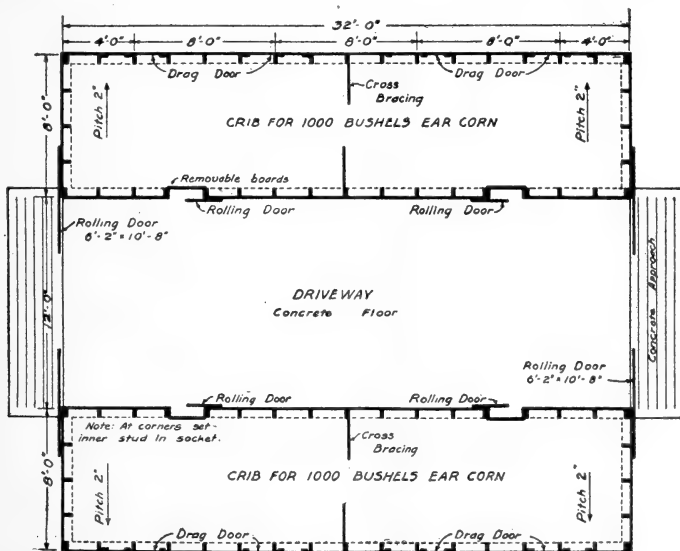 32'-0"
4'-0" 8'-0" 8'-0" 8'-0" 4'-0"
Drag Door
Drag Door
8'-0"
Pitch 2"
Cross
Bracing
Pitch 2"
CRIB FOR 1000 BUSHELS EAR CORN
Removable boards
Rolling Door
Rolling Door
Rolling Door
6'-2" = 10'-8"
12'-0"
DRIVEWAY
Concrete Floor
Concrete Approach
Rolling Door
6'-2" = 10'-8"
Rolling Door
Rolling Door
Note: At corners set
inner stud in socket.
Cross
Bracing
8'-0"
CRIB FOR 1000 BUSHELS EAR CORN
Pitch 2"
Pitch 2"
Drag Door
Drag Door